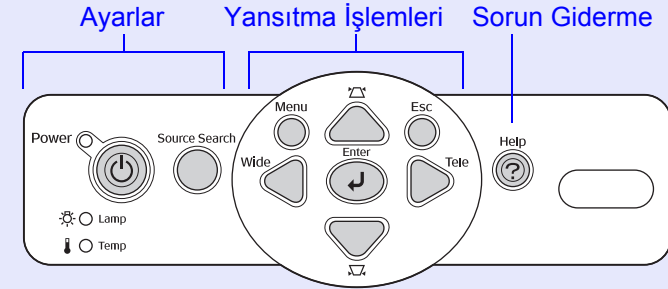 Ayarlar Yansıtma İşlemleri Sorun Giderme
Menu Esc
Power Source Search Wide Enter Tele Help
?
Lamp
Temp